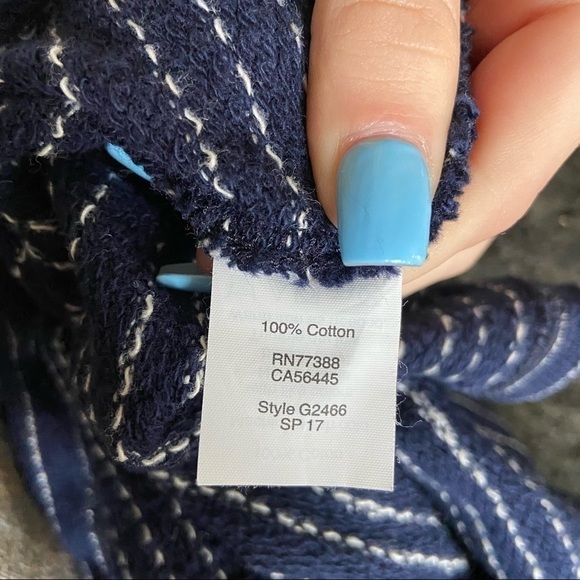 100% Cotton
RN77388
CA56445
Style G2466
SP 17